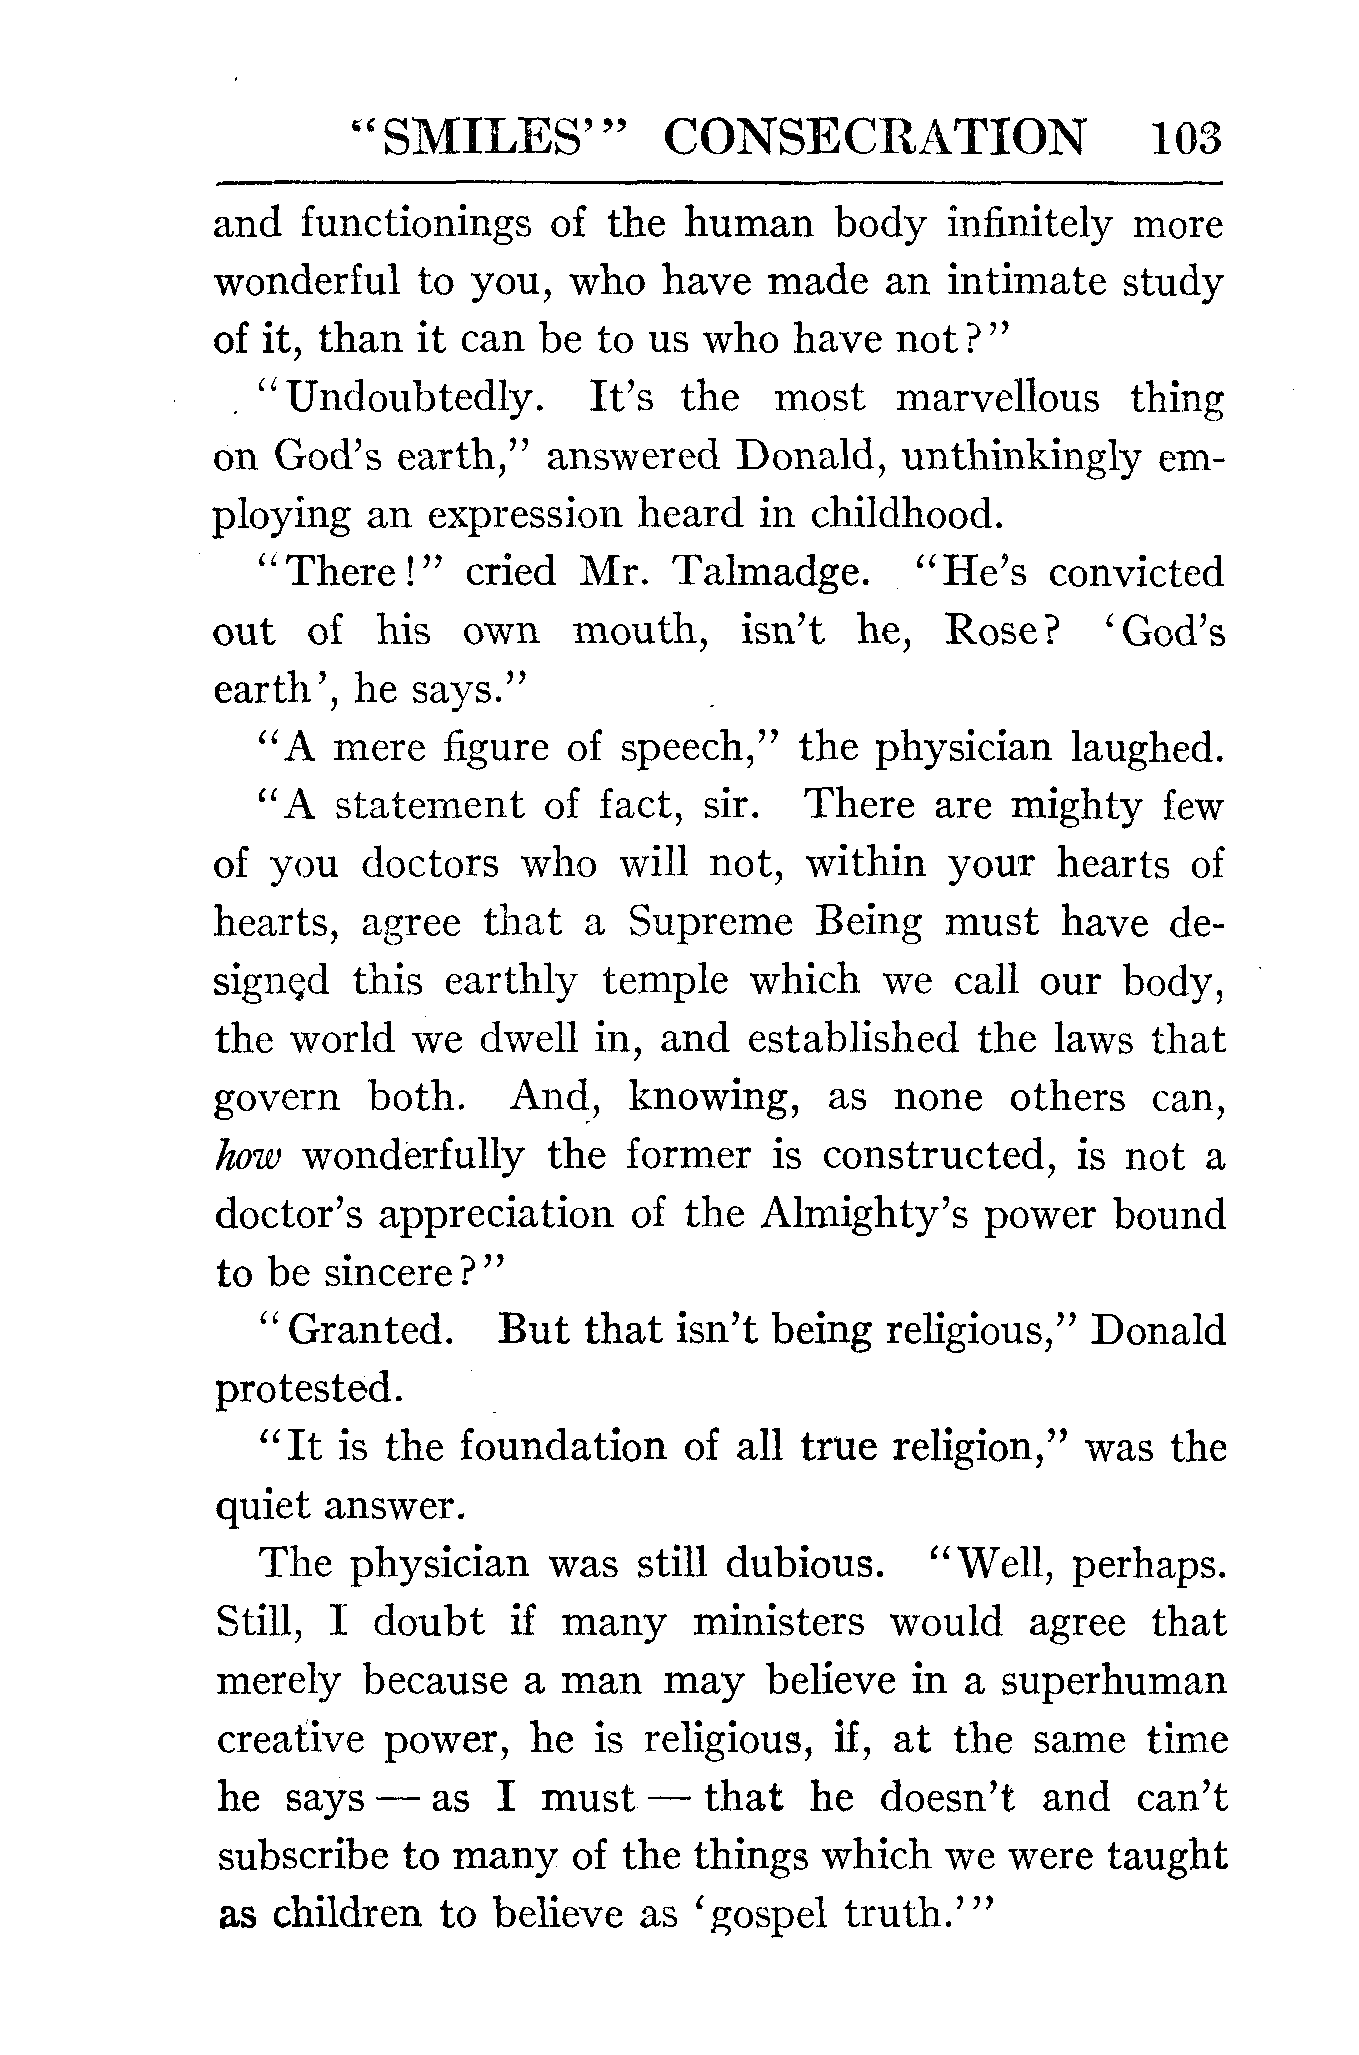 "SMILES'" CONSECRATION 103
and functionings of the human body infinitely more
wonderful to you, who have made an intimate study
of it, than it can be to us who have not?"
"Undoubtedly. It's the most marvellous thing
on God's earth," answered Donald, unthinkingly em-
ploying an expression heard in childhood.
"There!" cried Mr. Talmadge. "He's convicted
out of his own mouth, isn't he, Rose? 'God's
earth', he says."
"A mere figure of speech," the physician laughed.
"A statement of fact, sir. There are mighty few
of you doctors who will not, within your hearts of
hearts, agree that a Supreme Being must have de-
signed this earthly temple which we call our body,
the world we dwell in, and established the laws that
govern both. And, knowing, as none others can,
how wonderfully the former is constructed, is not a
doctor's appreciation of the Almighty's power bound
to be sincere?"
"Granted. But that isn't being religious," Donald
protested.
"It is the foundation of all true religion," was the
quiet answer.
The physician was still dubious. "Well, perhaps.
Still, I doubt if many ministers would agree that
merely because a man may believe in a superhuman
creative power, he is religious, if, at the same time
he says — as I must — that he doesn't and can't
subscribe to many of the things which we were taught
as children to believe as 'gospel truth.'"